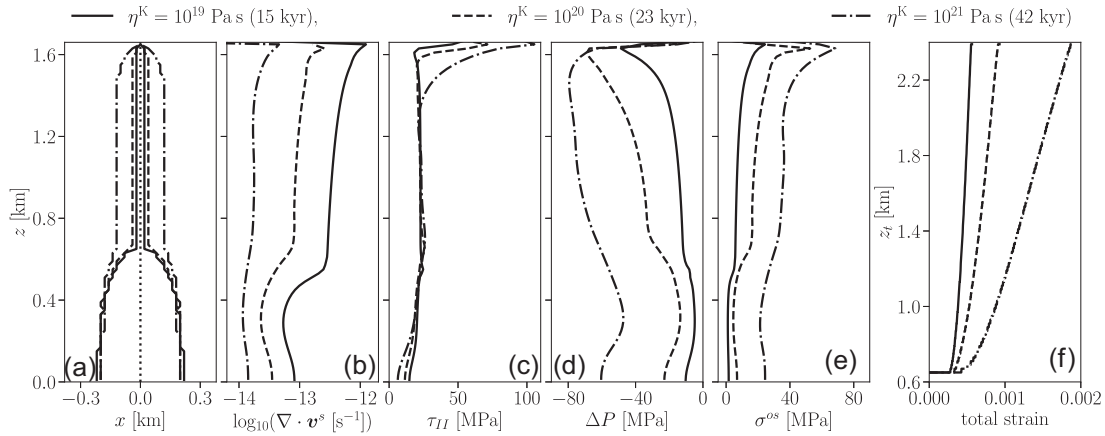 η^K = 10^19 Pa s (15 kyr), η^K = 10^20 Pa s (23 kyr), η^K = 10^21 Pa s (42 kyr)
1.6
1.2
0.8
0.4
0.0
z [km]
2.2
1.8
1.4
1.0
0.6
z_t [km]
(a) (b) (c) (d) (e) (f)
−0.3 0.0 0.3
−14 −13 −12
0 50 100
−80 −40 0
0 40 80
0.000 0.001 0.002
x [km]
log10(∇ · v^s [s^−1])
τ_II [MPa]
ΔP [MPa]
σ^os [MPa]
total strain